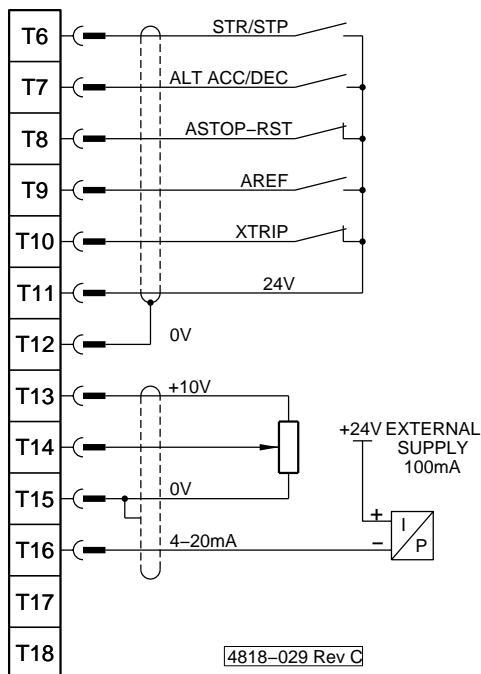 T6 STR/STP
T7 ALT ACC/DEC
T8 ASTOP–RST
T9 AREF
T10 XTRIP
T11 24V
T12 0V
T13 +10V
T14 +24V EXTERNAL
SUPPLY
100mA
T15 0V
+ I
T16 4–20mA – P
T17
T18
4818–029 Rev C